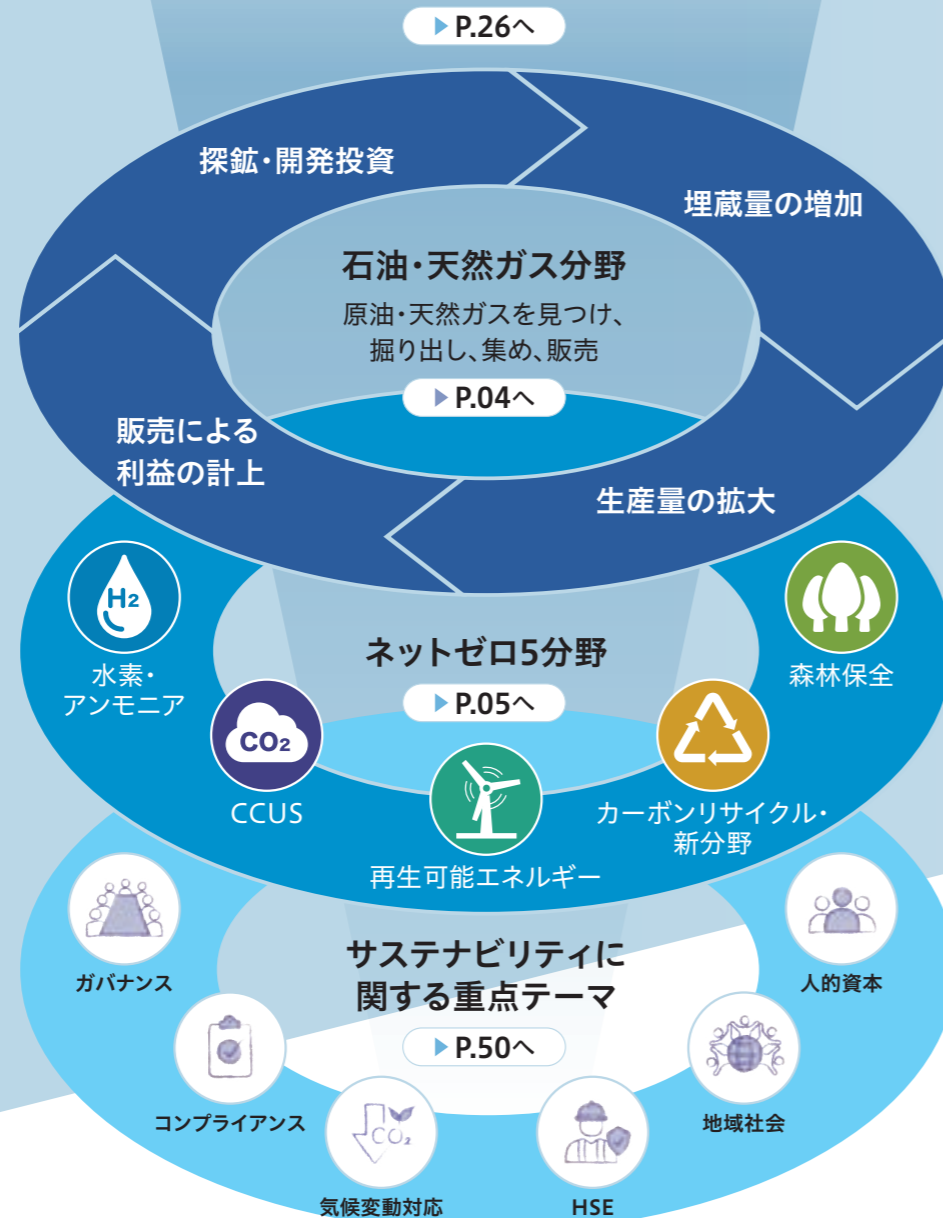 ▶ P.26へ
探鉱・開発投資
埋蔵量の増加
石油・天然ガス分野
原油・天然ガスを見つけ、
掘り出し、集め、販売
▶ P.04へ
販売による
利益の計上
生産量の拡大
H2
水素・
アンモニア
ネットゼロ5分野
▶ P.05へ
森林保全
CO2
CCUS
再生可能エネルギー
カーボンリサイクル・
新分野
ガバナンス
サステナビリティに
関する重点テーマ
▶ P.50へ
人的資本
コンプライアンス
地域社会
CO2
気候変動対応
HSE